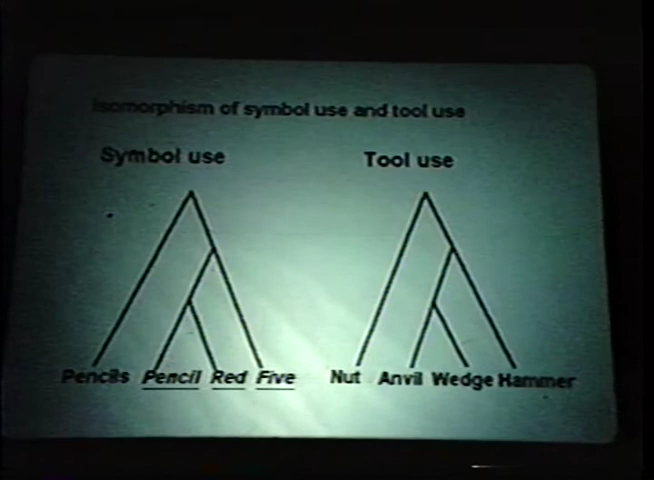 Isomorphism of symbol use and tool use
Symbol use
Tool use
Pencils Pencil Red Five
Nut Anvil Wedge Hammer